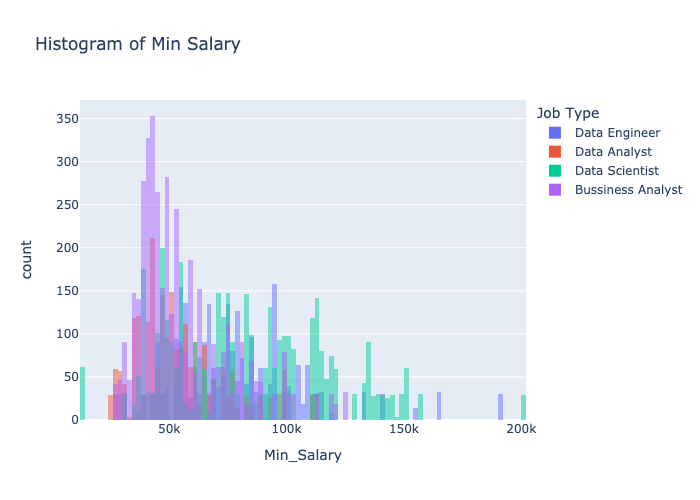 Histogram of Min Salary
Job Type
Data Engineer
Data Analyst
Data Scientist
Bussiness Analyst
count
350
300
250
200
150
100
50
0
50k
100k
150k
200k
Min_Salary